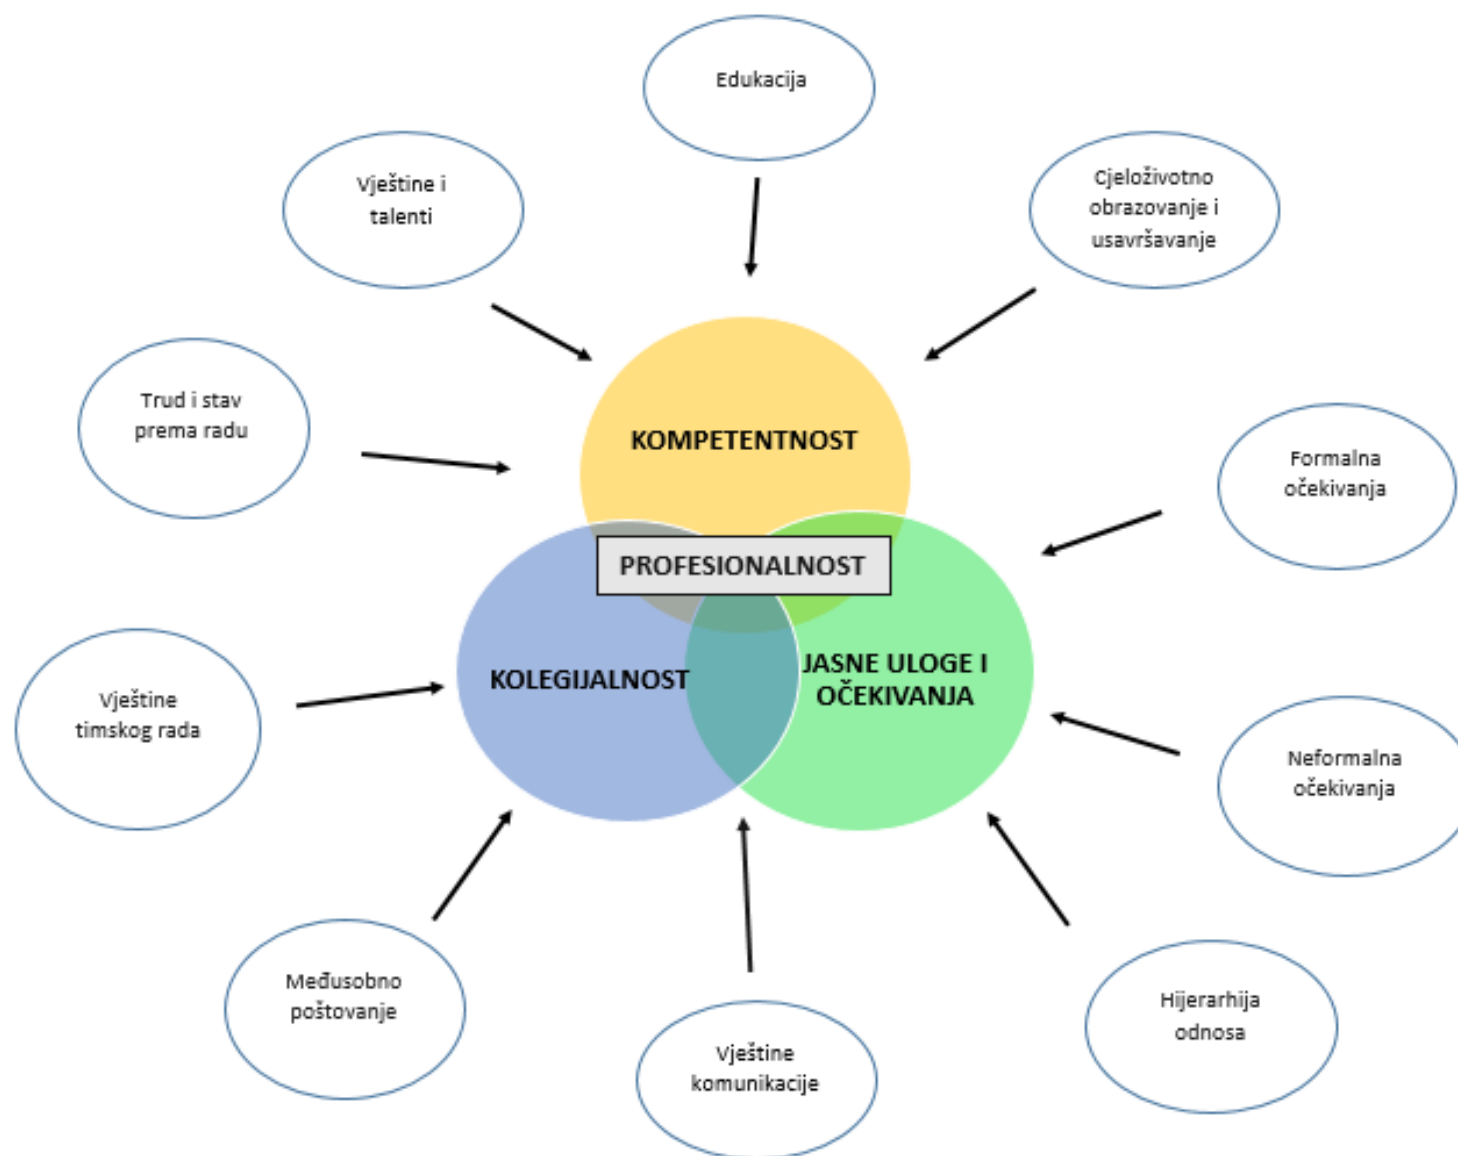 Edukacija
Vještine i
talenti
Cjeloživotno
obrazovanje i
usavršavanje
Trud i stav
prema radu
KOMPETENTNOST
Formalna
očekivanja
PROFESIONALNOST
KOLEGIJALNOST
JASNE ULOGE I
OČEKIVANJA
Vještine
timskog rada
Neformalna
očekivanja
Međusobno
poštovanje
Vještine
komunikacije
Hijerarhija
odnosa